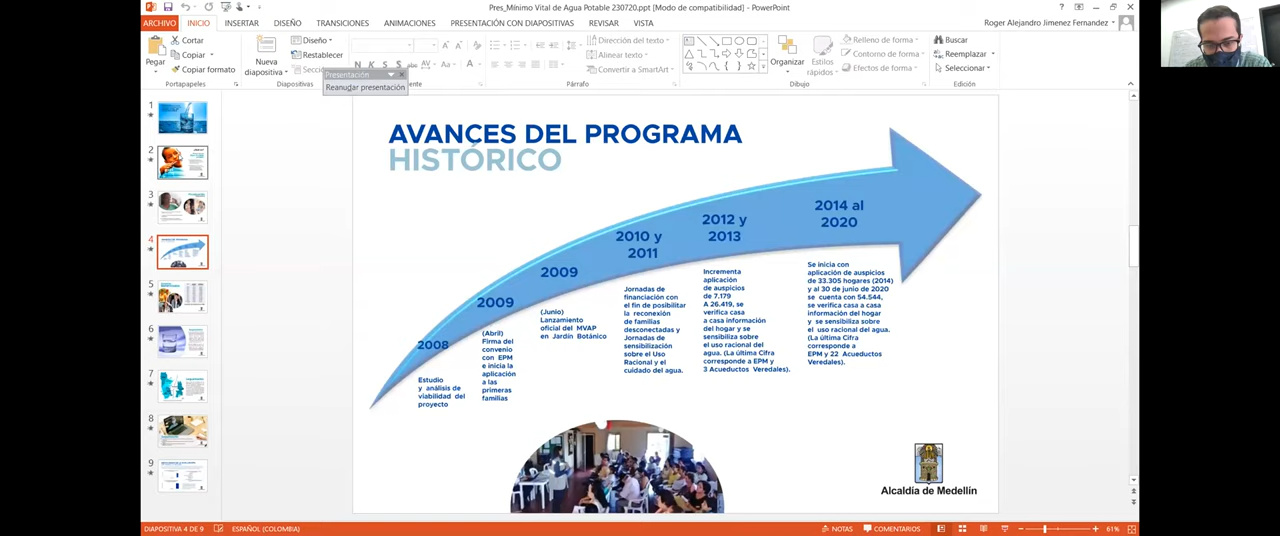 Pres_Mínimo Vital de Agua Potable 230720.ppt [Modo de compatibilidad] - PowerPoint
ARCHIVO INICIO INSERTAR DISEÑO TRANSICIONES ANIMACIONES PRESENTACIÓN CON DIAPOSITIVAS REVISAR VISTA
Roger Alejandro Jimenez Fernandez
Pegar
Cortar
Copiar
Copiar formato
Portapapeles
Nueva
diapositiva
Diseño
Restablecer
Diapositivas
Presentación
Reanudar presentación
Dirección del texto
Alinear texto
Convertir a SmartArt
Párrafo
Organizar
Estilos
rápidos
Relleno de forma
Contorno de forma
Efectos de forma
Dibujo
Buscar
Reemplazar
Seleccionar
Edición
1
2
3
4
5
6
7
8
9
AVANCES DEL PROGRAMA
HISTÓRICO
2008
Estudio
y análisis de
viabilidad del
proyecto
2009
(Abril)
Firma del
convenio
con EPM
e inicia la
aplicación
a las
primeras
familias
2009
(Junio)
Lanzamiento
oficial del MVAP
en Jardín Botánico
2010 y
2011
Jornadas de
financiación con
el fin de posibilitar
la reconexión
de familias
desconectadas y
Jornadas de
sensibilización
sobre el Uso
Racional y el
cuidado del agua.
2012 y
2013
Incrementa
aplicación
de auspicios
de 7.179
A 26.419, se
verifica casa
a casa información
del hogar y se
sensibiliza sobre
el uso racional del
agua. (La última Cifra
corresponde a EPM y
3 Acueductos Veredales).
2014 al
2020
Se inicia con
aplicación de auspicios
de 33.305 hogares (2014)
y al 30 de junio de 2020
se cuenta con 54.544,
se verifica casa a casa
información del hogar
y se sensibiliza sobre
el uso racional del agua.
(La última Cifra
corresponde a
EPM y 22 Acueductos
Veredales).
Alcaldía de Medellín
DIAPOSITIVA 4 DE 9 ESPAÑOL (COLOMBIA) NOTAS COMENTARIOS 61%